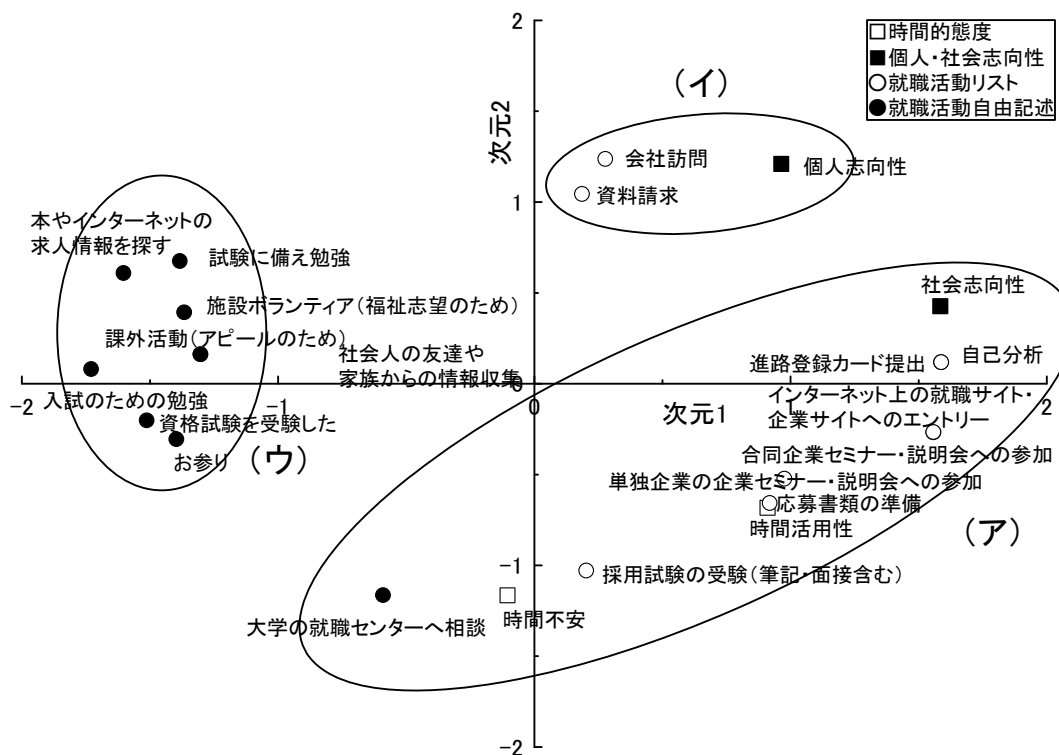 2
□時間的態度
■個人・社会志向性
○就職活動リスト
●就職活動自由記述
（イ）
次元2
会社訪問
個人志向性
資料請求
1
本やインターネットの
求人情報を探す
試験に備え勉強
施設ボランティア（福祉志望のため）
課外活動（アピールのため）
社会人の友達や
家族からの情報収集
社会志向性
進路登録カード提出
自己分析
-2
-1
0
0
1
2
次元1
入試のための勉強
資格試験を受験した
お参り
（ウ）
インターネット上の就職サイト・
企業サイトへのエントリー
合同企業セミナー・説明会への参加
単独企業の企業セミナー・説明会への参加
応募書類の準備
時間活用性
（ア）
-1
採用試験の受験（筆記・面接含む）
大学の就職センターへ相談
時間不安
-2